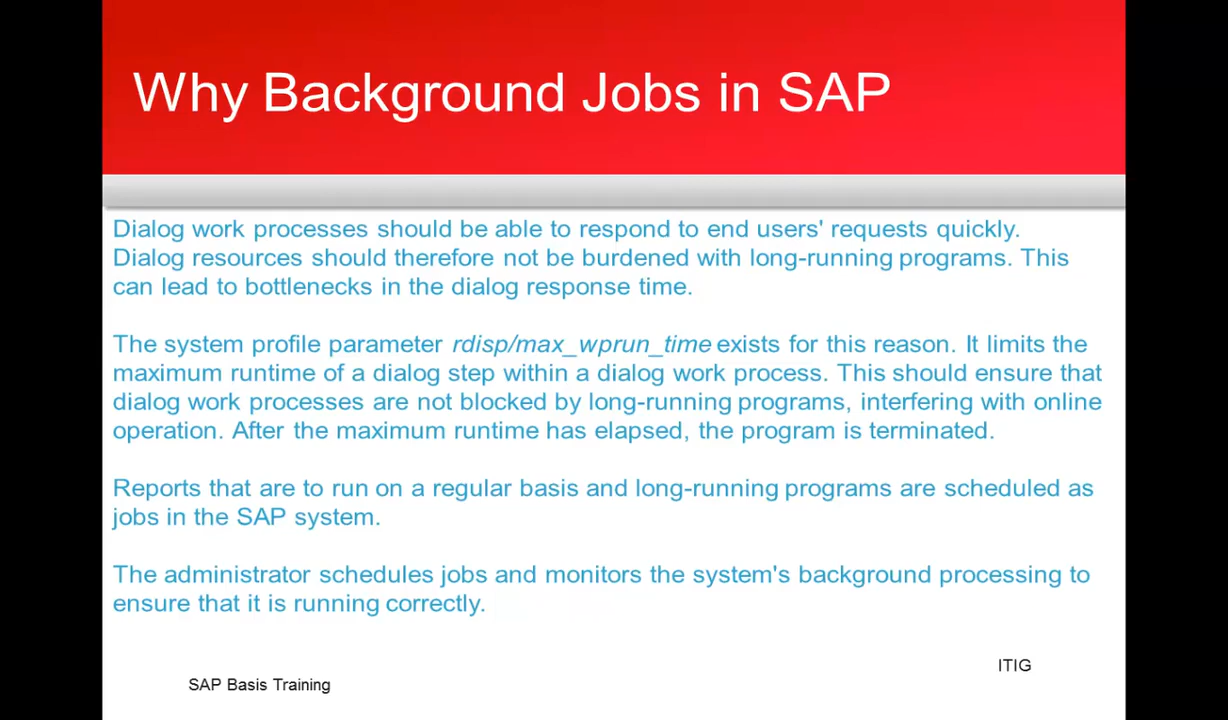 Why Background Jobs in SAP
Dialog work processes should be able to respond to end users' requests quickly.
Dialog resources should therefore not be burdened with long-running programs. This
can lead to bottlenecks in the dialog response time.
The system profile parameter rdisp/max_wprun_time exists for this reason. It limits the
maximum runtime of a dialog step within a dialog work process. This should ensure that
dialog work processes are not blocked by long-running programs, interfering with online
operation. After the maximum runtime has elapsed, the program is terminated.
Reports that are to run on a regular basis and long-running programs are scheduled as
jobs in the SAP system.
The administrator schedules jobs and monitors the system's background processing to
ensure that it is running correctly.
ITIG
SAP Basis Training